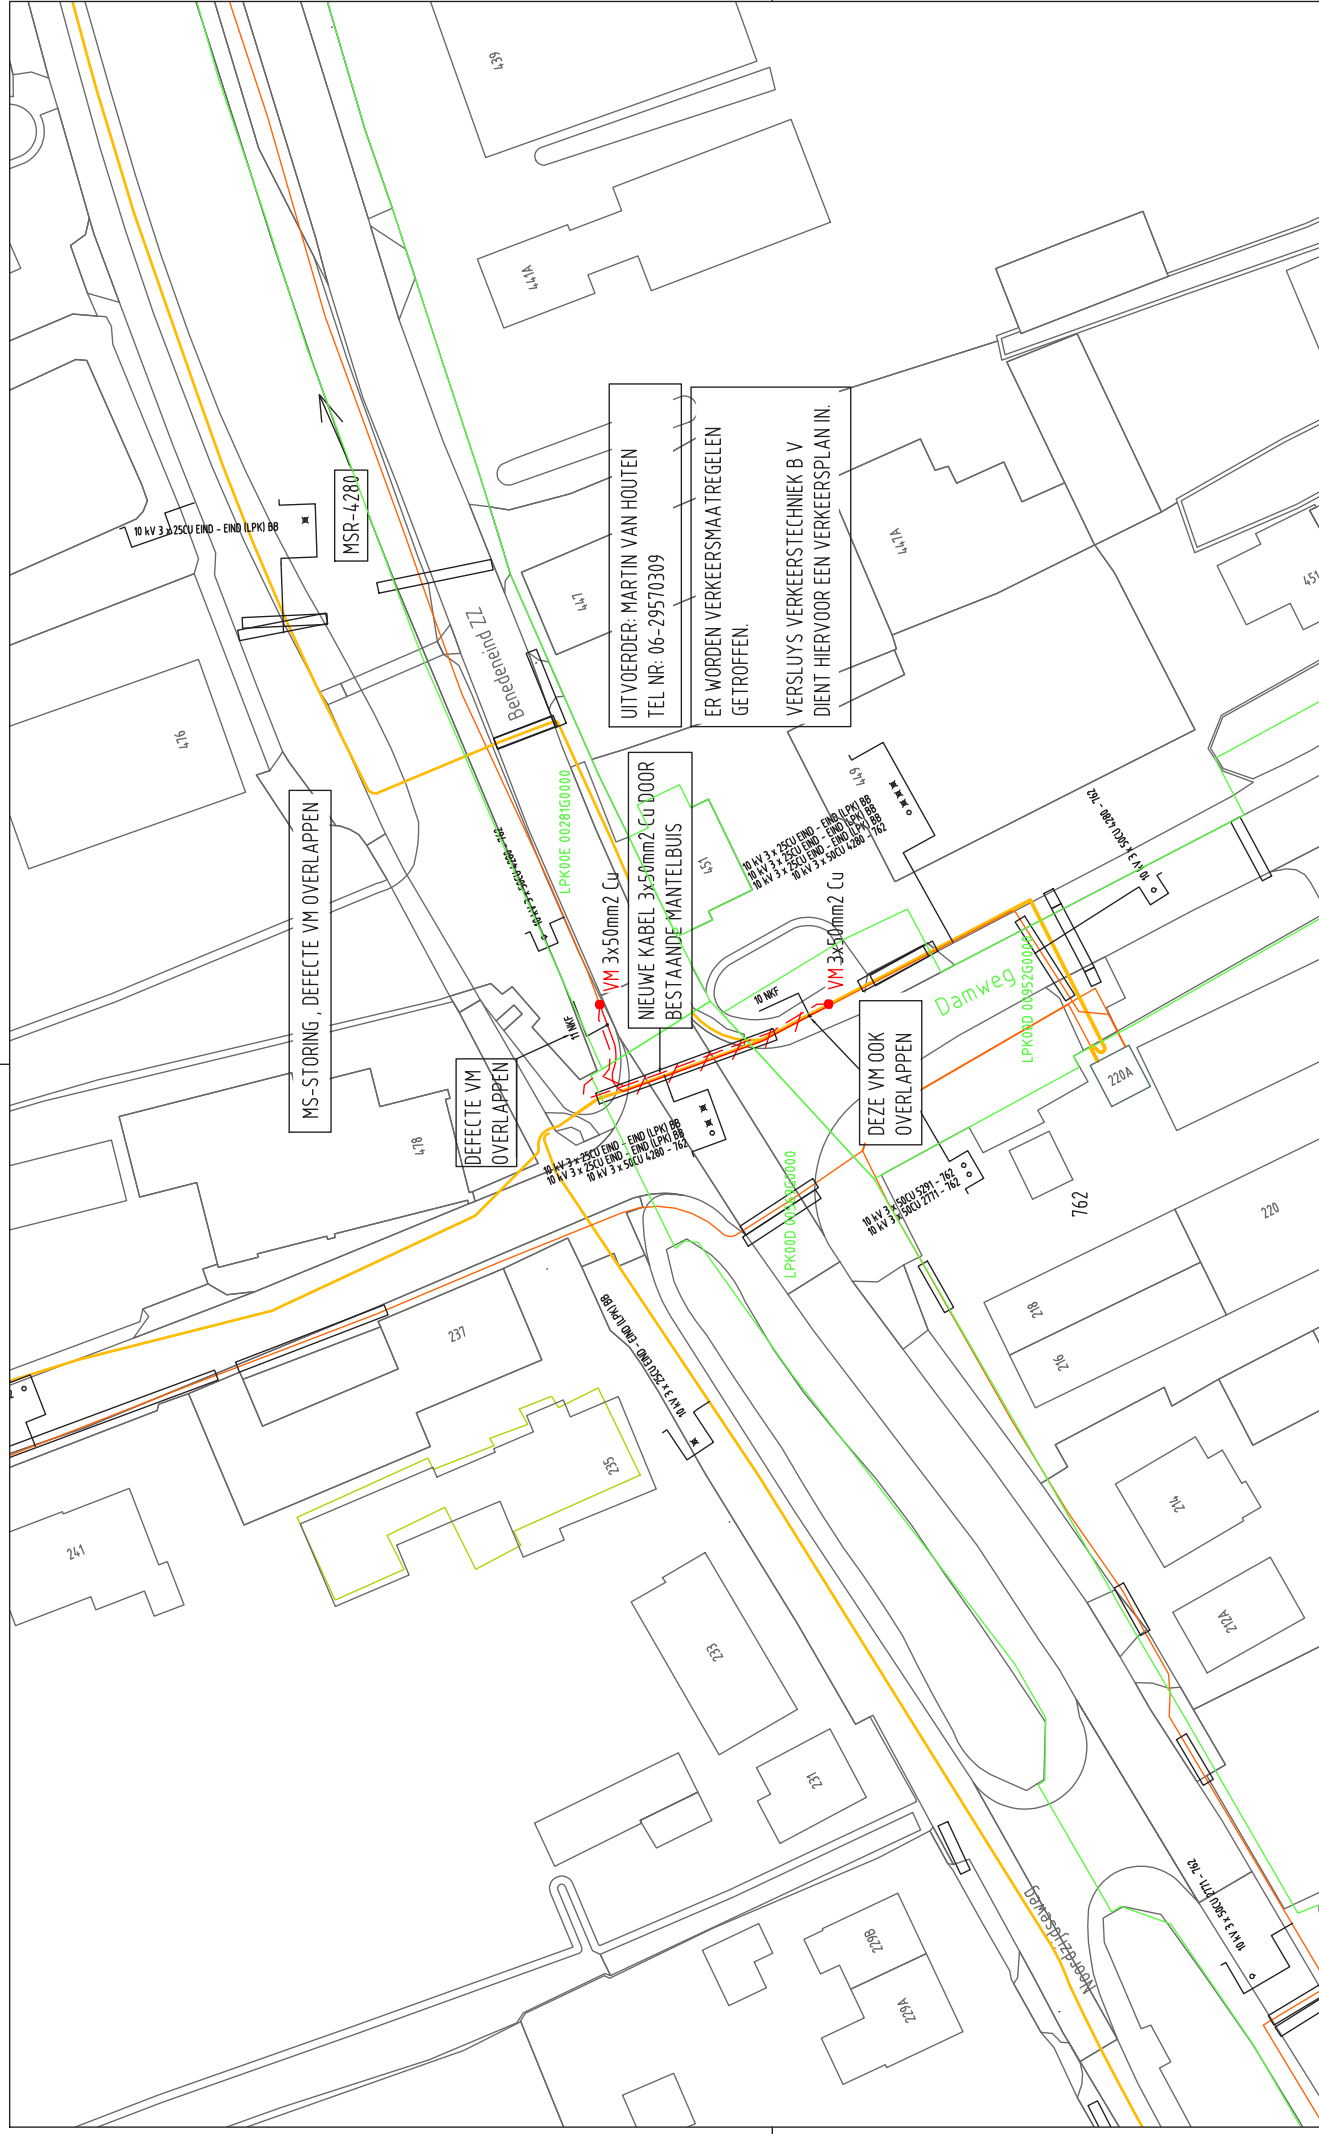 439
441A
10 kV 3 x 25CU EIND - EIND (LPK) BB
MSR-4280
UITVOERDER: MARTIN VAN HOUTEN
TEL NR: 06-29570309
ER WORDEN VERKEERSMAATREGELEN
GETROFFEN.
VERSLUYS VERKEERSTECHNIEK B V
DIENT HIERVOOR EEN VERKEERSPLAN IN.
447
447A
451
Benedeneind ZZ
476
MS-STORING , DEFECTE VM OVERLAPPEN
10 kV 3 x 50CU 4280 - 762
LPK00E 00281G0000
VM 3x50mm2 Cu
NIEUWE KABEL 3x50mm2 Cu DOOR
BESTAANDE MANTELBUIS
451
449
10 kV 3 x 25CU EIND - EIND (LPK) BB
10 kV 3 x 25CU EIND - EIND (LPK) BB
10 kV 3 x 25CU EIND - EIND (LPK) BB
10 kV 3 x 50CU 4280 - 762
VM 3x50mm2 Cu
10 kV 3 x 50CU 4280 - 762
11 NKF
10 NKF
Damweg
LPK00D 00952G0000
DEFECTE VM
OVERLAPPEN
DEZE VM OOK
OVERLAPPEN
220A
478
10 kV 3 x 25CU EIND - EIND (LPK) BB
10 kV 3 x 25CU EIND - EIND (LPK) BB
10 kV 3 x 50CU 4280 - 762
10 kV 3 x 50CU 5291 - 762
10 kV 3 x 50CU 2771 - 762
762
220
218
216
237
10 kV 3 x 25CU EIND - EIND (LPK) BB
235
241
214
212A
233
231
10 kV 3 x 50CU 2771 - 762
Noordzijdseweg
229B
229A